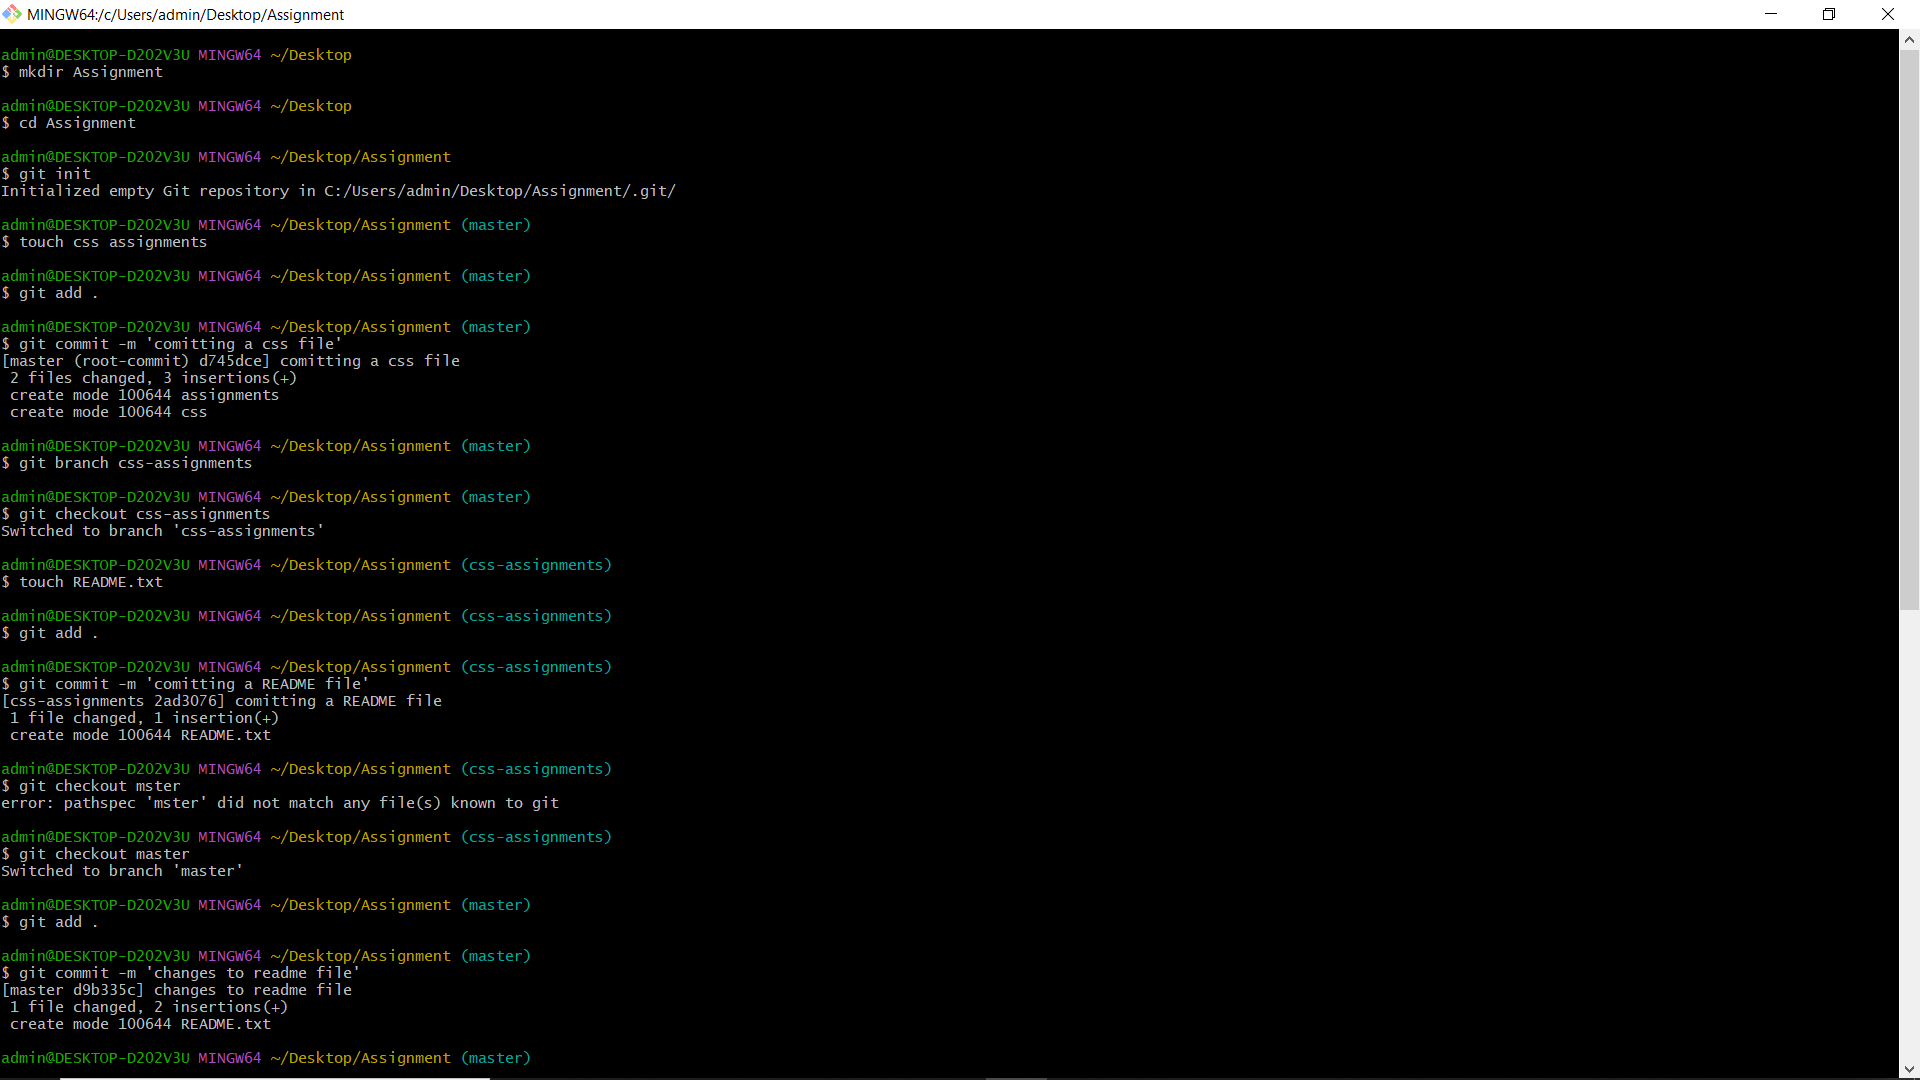 MINGW64:/c/Users/admin/Desktop/Assignment
admin@DESKTOP-D202V3U MINGW64 ~/Desktop
$ mkdir Assignment
admin@DESKTOP-D202V3U MINGW64 ~/Desktop
$ cd Assignment
admin@DESKTOP-D202V3U MINGW64 ~/Desktop/Assignment
$ git init
Initialized empty Git repository in C:/Users/admin/Desktop/Assignment/.git/
admin@DESKTOP-D202V3U MINGW64 ~/Desktop/Assignment (master)
$ touch css assignments
admin@DESKTOP-D202V3U MINGW64 ~/Desktop/Assignment (master)
$ git add .
admin@DESKTOP-D202V3U MINGW64 ~/Desktop/Assignment (master)
$ git commit -m 'comitting a css file'
[master (root-commit) d745dce] comitting a css file
2 files changed, 3 insertions(+)
create mode 100644 assignments
create mode 100644 css
admin@DESKTOP-D202V3U MINGW64 ~/Desktop/Assignment (master)
$ git branch css-assignments
admin@DESKTOP-D202V3U MINGW64 ~/Desktop/Assignment (master)
$ git checkout css-assignments
Switched to branch 'css-assignments'
admin@DESKTOP-D202V3U MINGW64 ~/Desktop/Assignment (css-assignments)
$ touch README.txt
admin@DESKTOP-D202V3U MINGW64 ~/Desktop/Assignment (css-assignments)
$ git add .
admin@DESKTOP-D202V3U MINGW64 ~/Desktop/Assignment (css-assignments)
$ git commit -m 'comitting a README file'
[css-assignments 2ad3076] comitting a README file
1 file changed, 1 insertion(+)
create mode 100644 README.txt
admin@DESKTOP-D202V3U MINGW64 ~/Desktop/Assignment (css-assignments)
$ git checkout mster
error: pathspec 'mster' did not match any file(s) known to git
admin@DESKTOP-D202V3U MINGW64 ~/Desktop/Assignment (css-assignments)
$ git checkout master
Switched to branch 'master'
admin@DESKTOP-D202V3U MINGW64 ~/Desktop/Assignment (master)
$ git add .
admin@DESKTOP-D202V3U MINGW64 ~/Desktop/Assignment (master)
$ git commit -m 'changes to readme file'
[master d9b335c] changes to readme file
1 file changed, 2 insertions(+)
create mode 100644 README.txt
admin@DESKTOP-D202V3U MINGW64 ~/Desktop/Assignment (master)